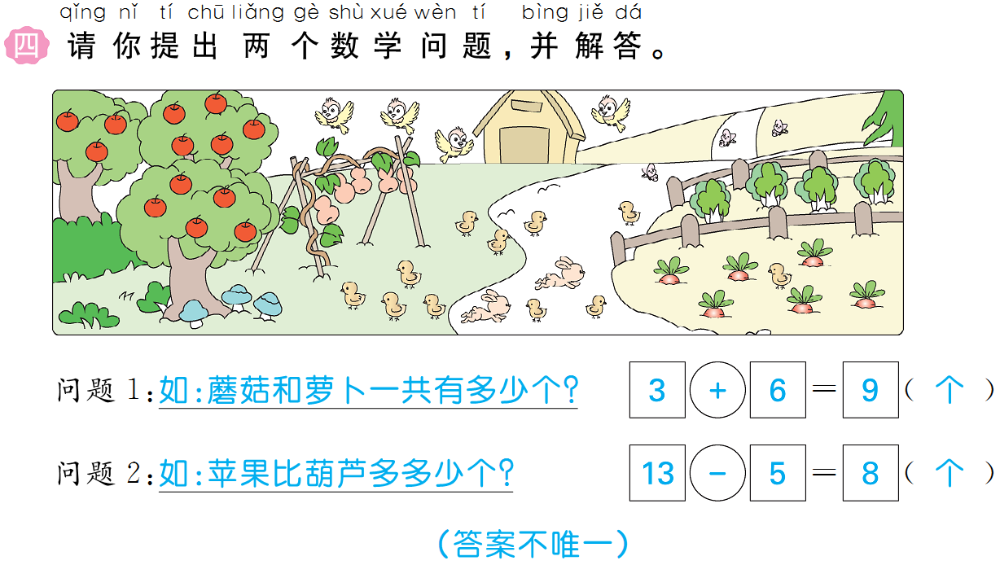 qǐng nǐ tí chū liǎng gè shù xué wèn tí bìng jiě dá
四 请你提出两个数学问题，并解答。
问题 1：如：蘑菇和萝卜一共有多少个？ 3 + 6 = 9（ 个 ）
问题 2：如：苹果比葫芦多多少个？ 13 − 5 = 8（ 个 ）
（答案不唯一）